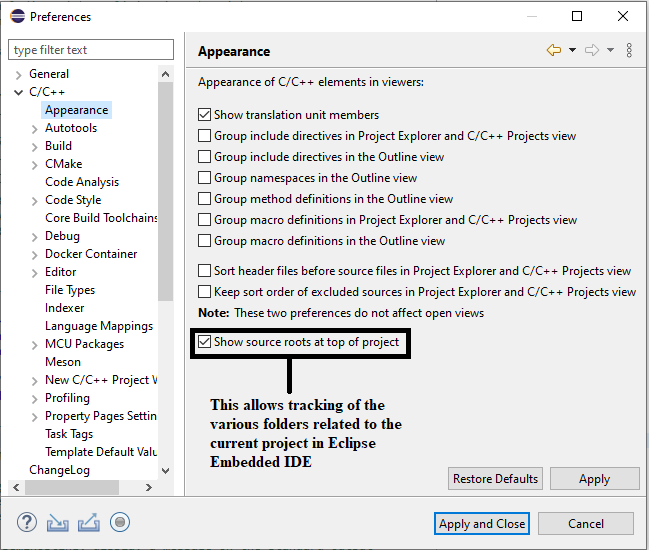 Preferences
type filter text
General
C/C++
Appearance
Autotools
Build
CMake
Code Analysis
Code Style
Core Build Toolchains
Debug
Docker Container
Editor
File Types
Indexer
Language Mappings
MCU Packages
Meson
New C/C++ Project W
Profiling
Property Pages Settin
Task Tags
Template Default Valu
ChangeLog
Appearance
Appearance of C/C++ elements in viewers:
Show translation unit members
Group include directives in Project Explorer and C/C++ Projects view
Group include directives in the Outline view
Group namespaces in the Outline view
Group method definitions in the Outline view
Group macro definitions in Project Explorer and C/C++ Projects view
Group macro definitions in the Outline view
Sort header files before source files in Project Explorer and C/C++ Projects view
Keep sort order of excluded sources in Project Explorer and C/C++ Projects view
Note: These two preferences do not affect open views
Show source roots at top of project
This allows tracking of the
various folders related to the
current project in Eclipse
Embedded IDE
Restore Defaults
Apply
?
Apply and Close
Cancel